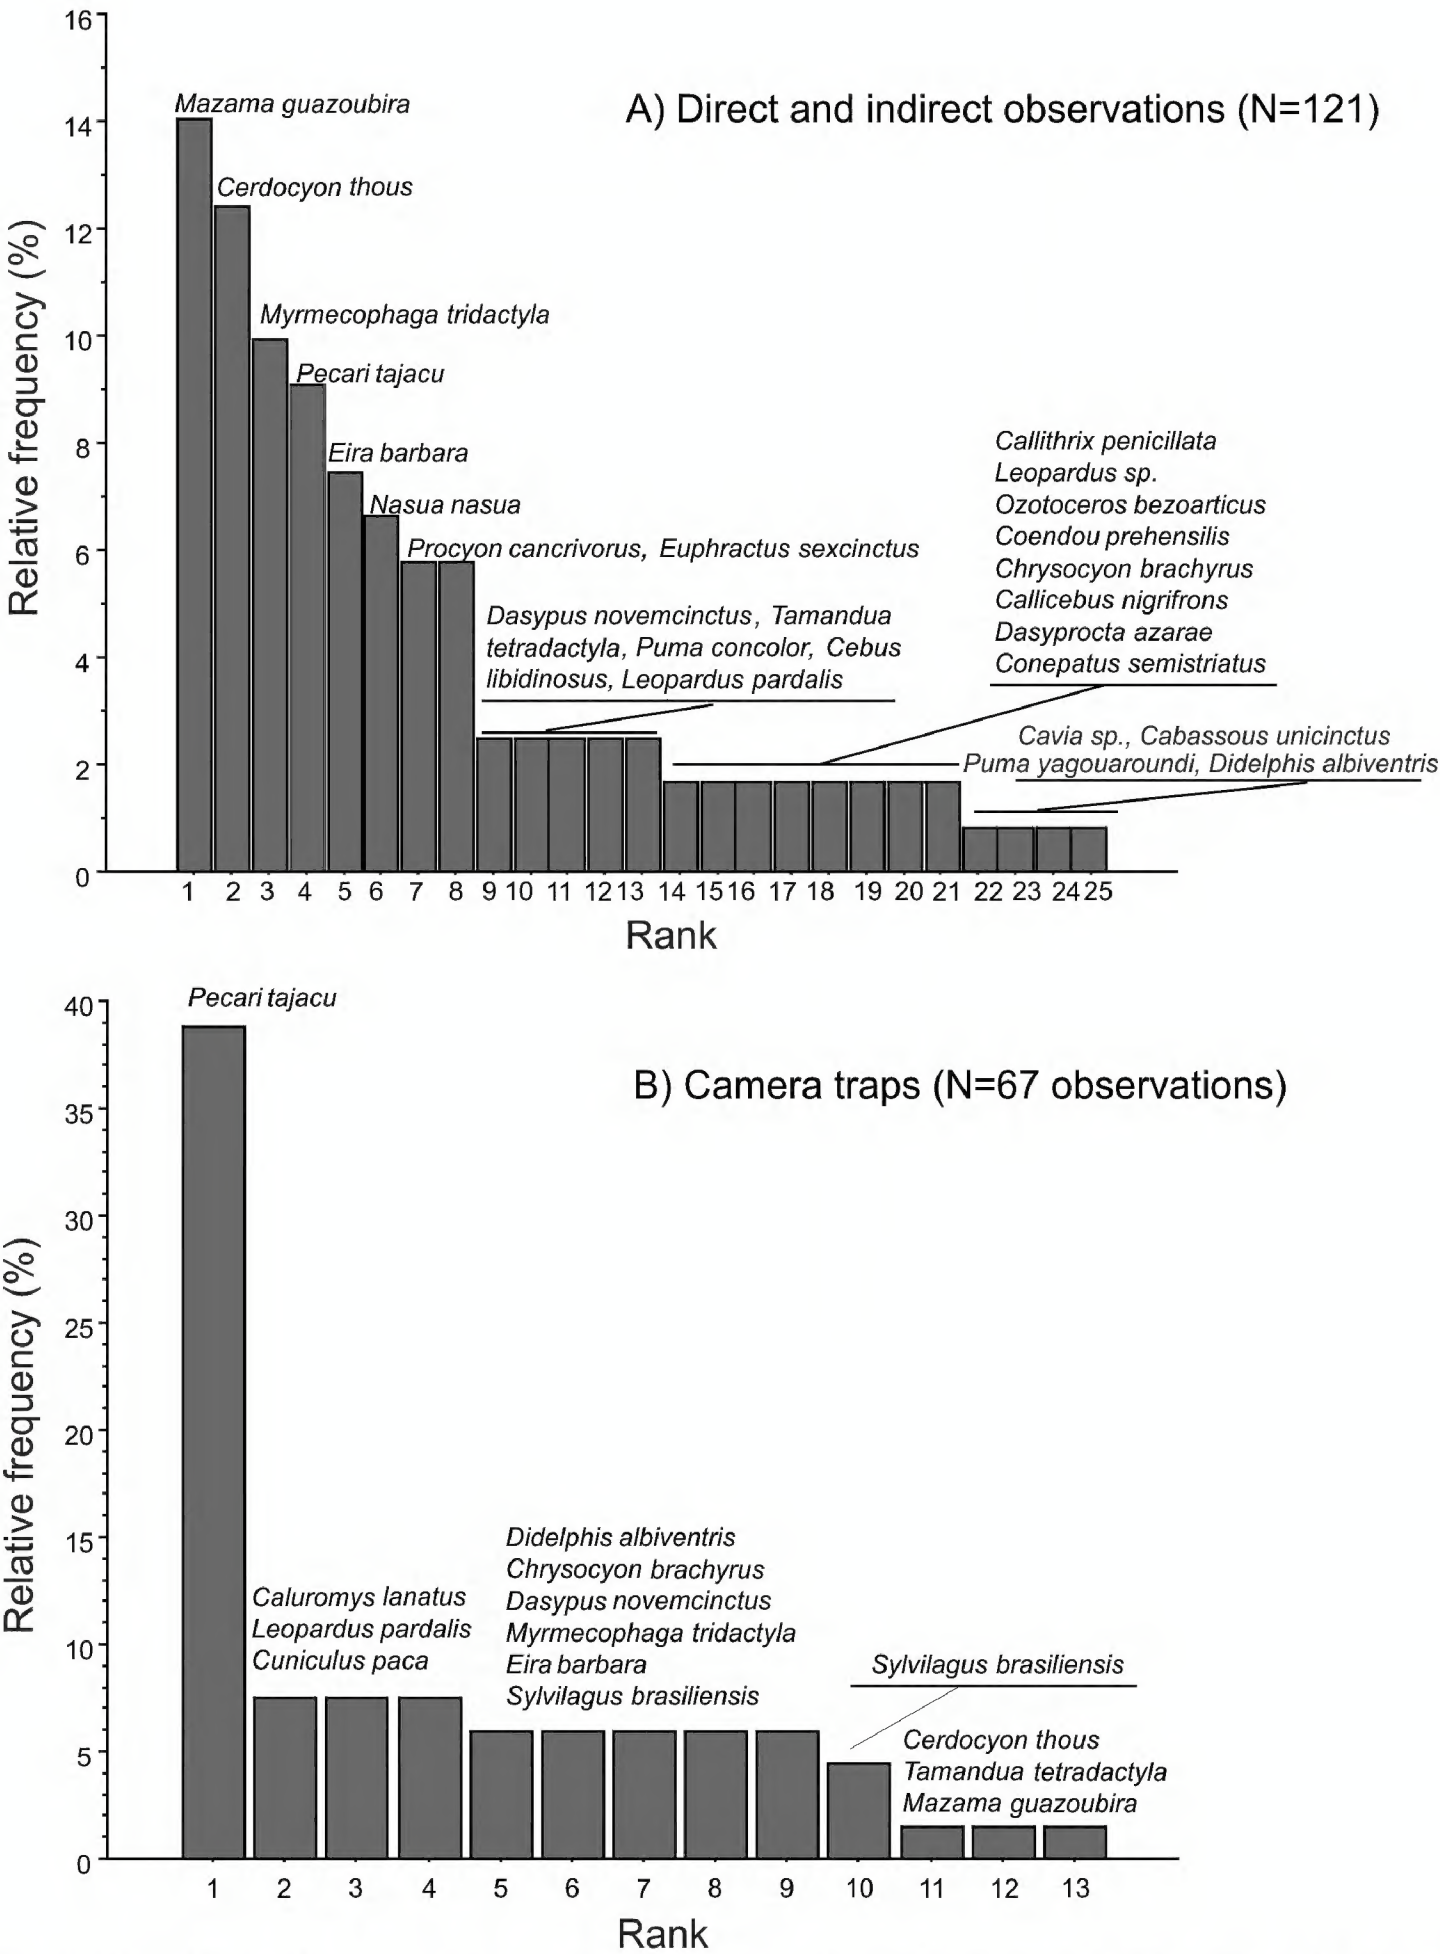 16
14
12
10
8
6
4
2
0
Relative frequency (%)
A) Direct and indirect observations (N=121)
Mazama guazoubira
Cerdocyon thous
Myrmecophaga tridactyla
Pecari tajacu
Eira barbara
Nasua nasua
Procyon cancrivorus, Euphractus sexcinctus
Dasypus novemcinctus, Tamandua
tetradactyla, Puma concolor, Cebus
libidinosus, Leopardus pardalis
Callithrix penicillata
Leopardus sp.
Ozotoceros bezoarticus
Coendou prehensilis
Chrysocyon brachyrus
Callicebus nigrifrons
Dasyprocta azarae
Conepatus semistriatus
Cavia sp., Cabassous unicinctus
Puma yagouaroundi, Didelphis albiventris
1 2 3 4 5 6 7 8 9 10 11 12 13 14 15 16 17 18 19 20 21 22 23 24 25
Rank
40
35
30
25
20
15
10
5
0
Relative frequency (%)
B) Camera traps (N=67 observations)
Pecari tajacu
Caluromys lanatus
Leopardus pardalis
Cuniculus paca
Didelphis albiventris
Chrysocyon brachyrus
Dasypus novemcinctus
Myrmecophaga tridactyla
Eira barbara
Sylvilagus brasiliensis
Sylvilagus brasiliensis
Cerdocyon thous
Tamandua tetradactyla
Mazama guazoubira
1 2 3 4 5 6 7 8 9 10 11 12 13
Rank